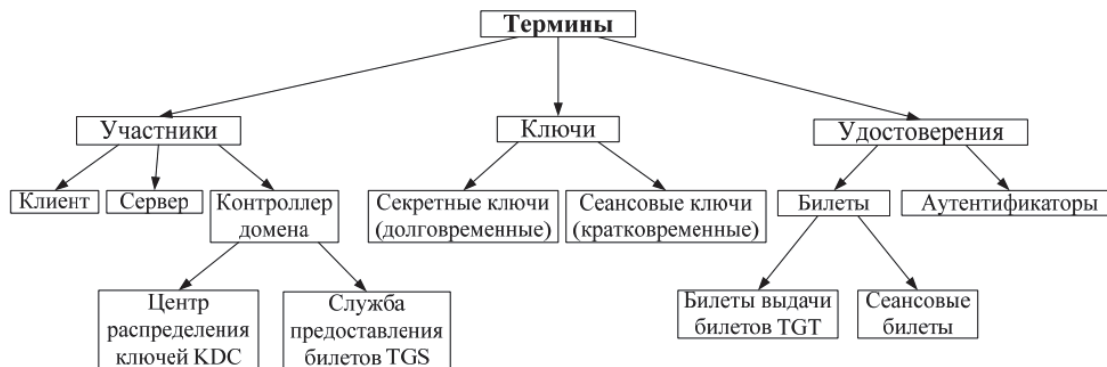 Термины
Участники
Ключи
Удостоверения
Клиент
Сервер
Контроллер
домена
Секретные ключи
(долговременные)
Сеансовые ключи
(кратковременные)
Билеты
Аутентификаторы
Центр
распределения
ключей KDC
Служба
предоставления
билетов TGS
Билеты выдачи
билетов TGT
Сеансовые
билеты